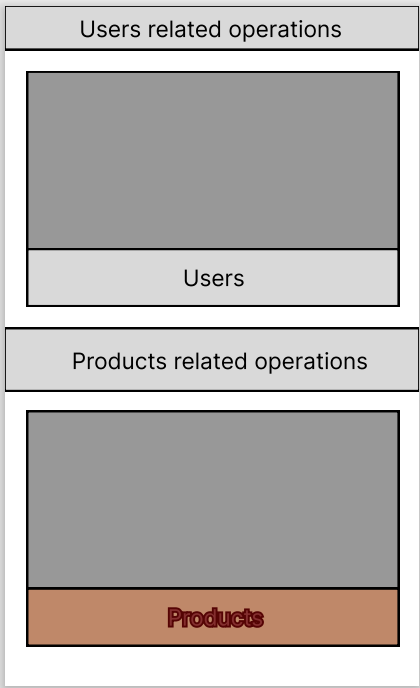 Users related operations
Users
Products related operations
Products